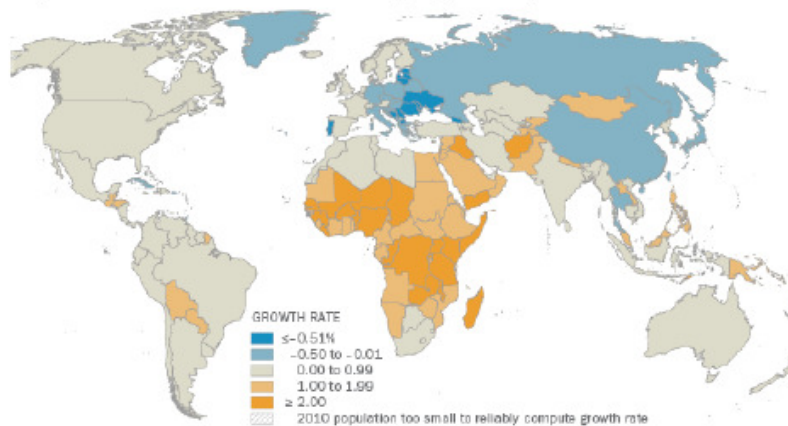 GROWTH RATE
≤−0.51%
−0.50 to −0.01
0.00 to 0.99
1.00 to 1.99
≥ 2.00
2010 population too small to reliably compute growth rate